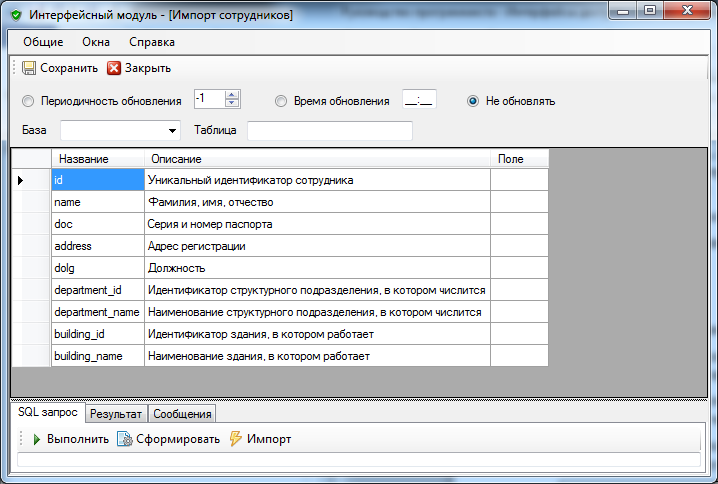 Интерфейсный модуль - [Импорт сотрудников]
Общие Окна Справка
Сохранить Закрыть
Периодичность обновления -1 Время обновления __:__ Не обновлять
База Таблица
Название Описание Поле
id Уникальный идентификатор сотрудника
name Фамилия, имя, отчество
doc Серия и номер паспорта
address Адрес регистрации
dolg Должность
department_id Идентификатор структурного подразделения, в котором числится
department_name Наименование структурного подразделения, в котором числится
building_id Идентификатор здания, в котором работает
building_name Наименование здания, в котором работает
SQL запрос Результат Сообщения
Выполнить Сформировать Импорт